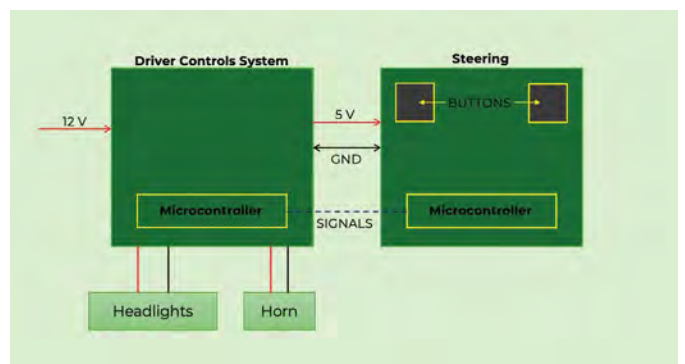 Driver Controls System
Steering
12 V
5 V
BUTTONS
GND
Microcontroller
Microcontroller
SIGNALS
Headlights
Horn